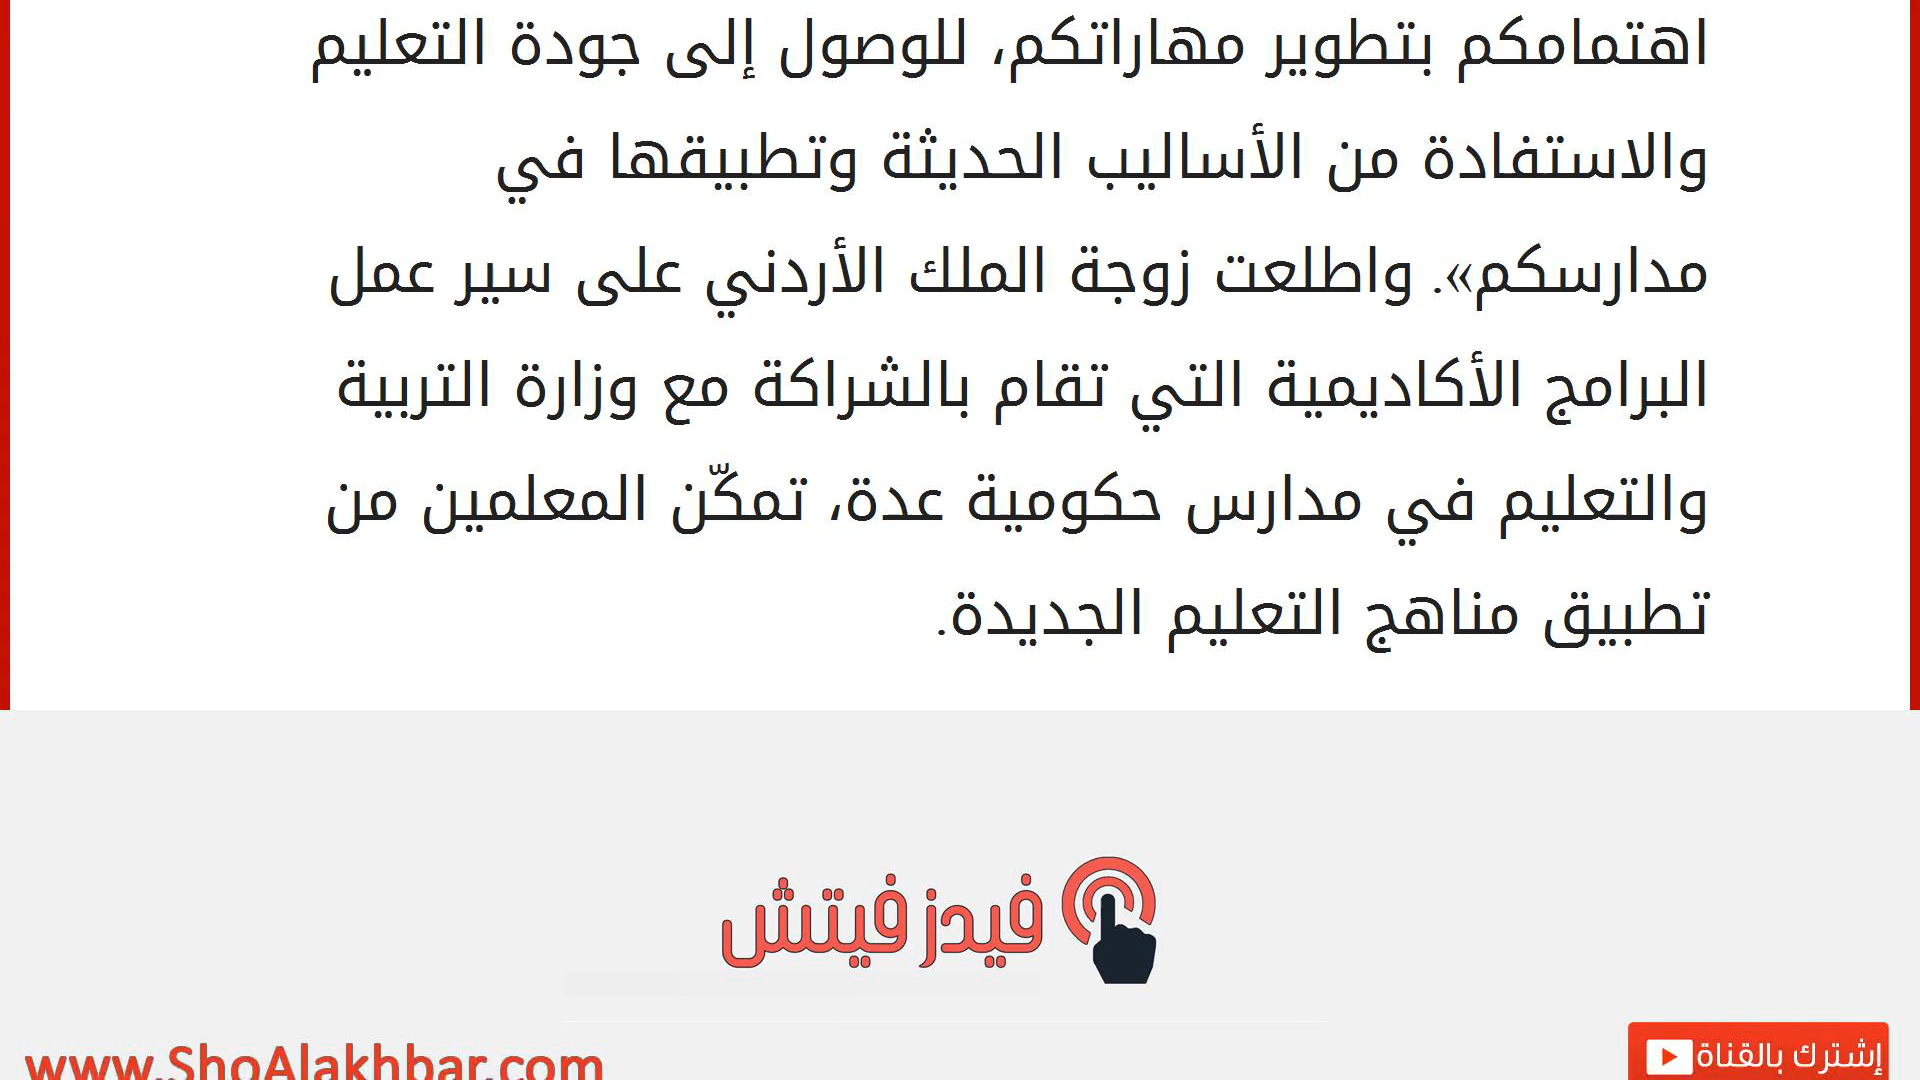 اهتمامكم بتطوير مهاراتكم، للوصول إلى جودة التعليم
والاستفادة من الأساليب الحديثة وتطبيقها في
مدارسكم». واطلعت زوجة الملك الأردني على سير عمل
البرامج الأكاديمية التي تقام بالشراكة مع وزارة التربية
والتعليم في مدارس حكومية عدة، تمكّن المعلمين من
تطبيق مناهج التعليم الجديدة.
فيدز فيتش
www.ShoAlakhbar.com
إشترك بالقناة